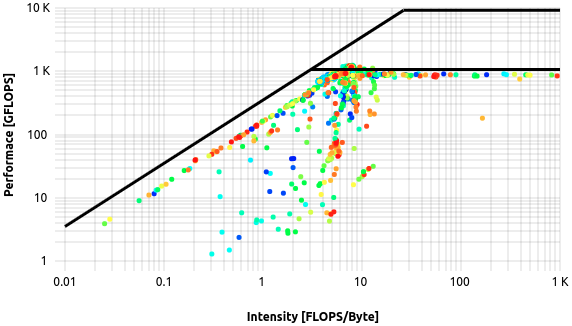 10 K
1 K
100
10
1
Performace [GFLOPS]
0.01 0.1 1 10 100 1 K
Intensity [FLOPS/Byte]